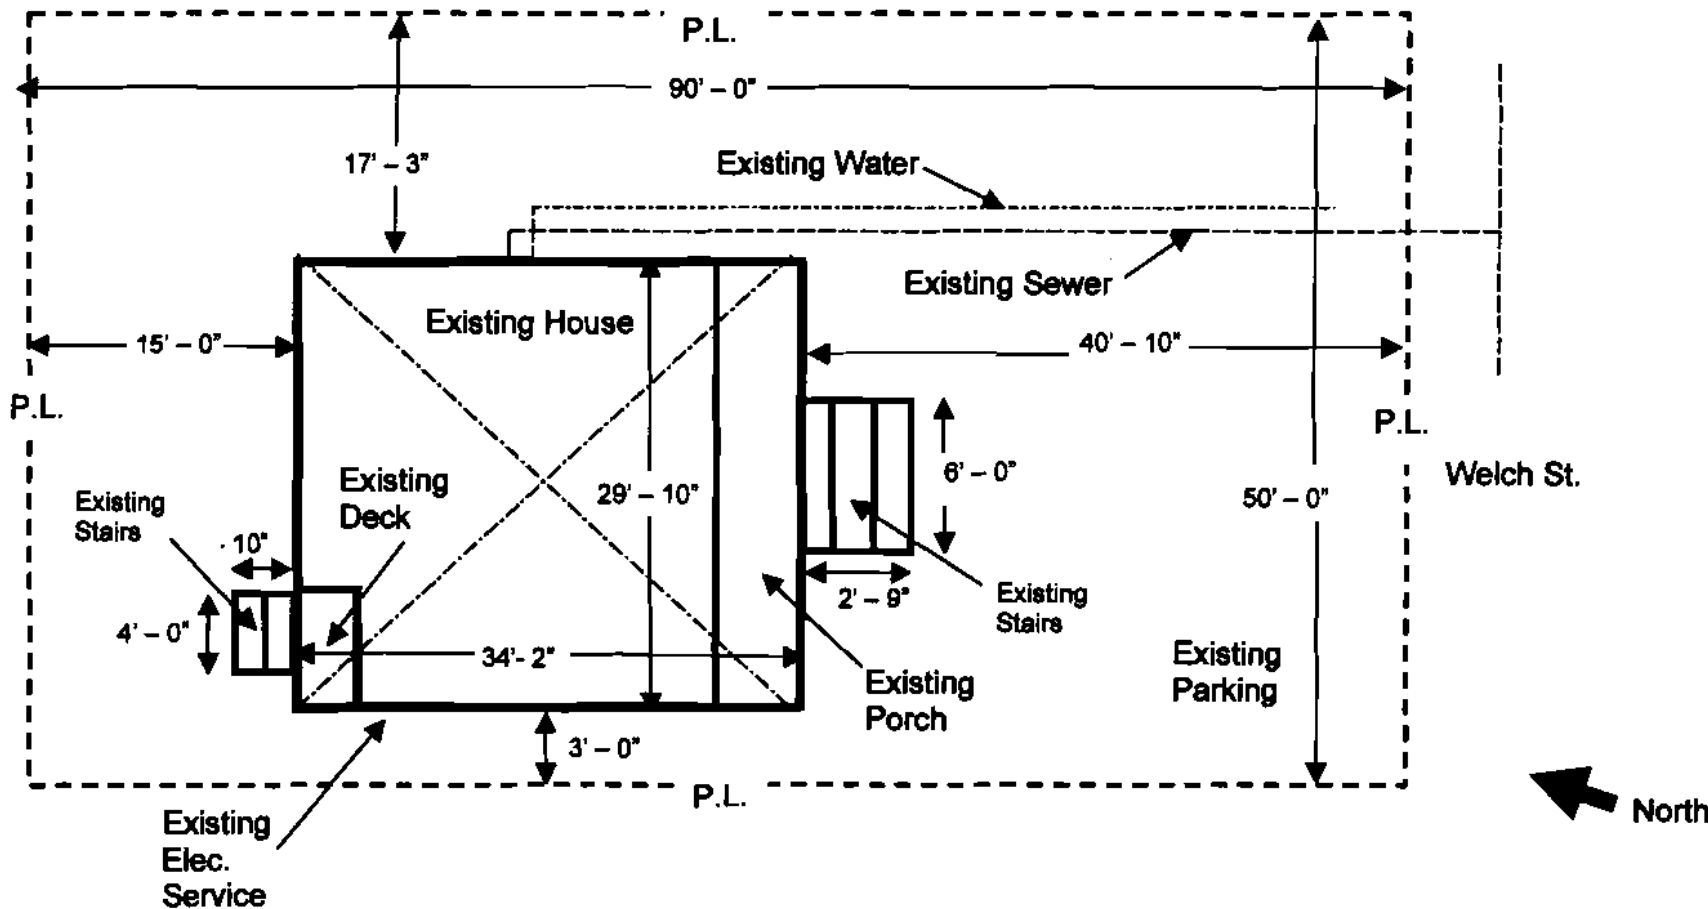 P.L.
90' – 0"
17' – 3"
Existing Water
Existing Sewer
Existing House
15' – 0"
40' – 10"
P.L.
P.L.
Existing
Deck
Existing
Stairs
6' – 0"
Welch St.
29' – 10"
50' – 0"
10"
2' – 9"
Existing
Stairs
4' – 0"
34'- 2"
Existing
Porch
Existing
Parking
3' – 0"
P.L.
Existing
Elec.
Service
North